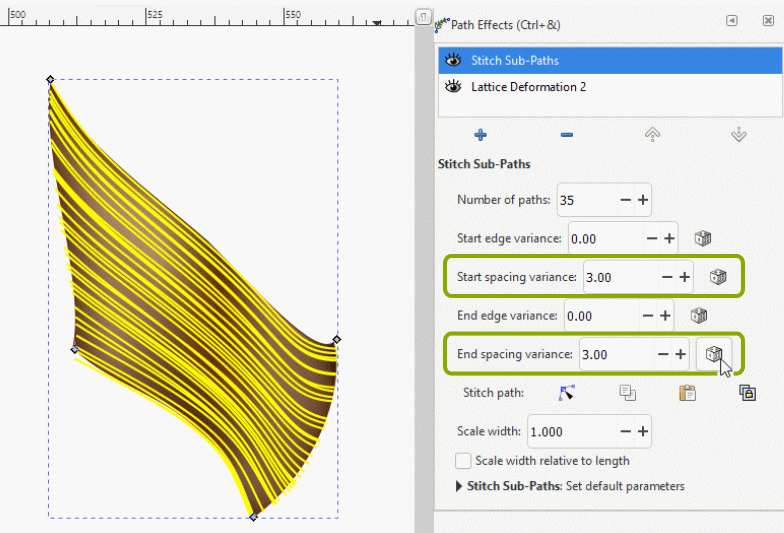 500 525 550
Path Effects (Ctrl+&)
Stitch Sub-Paths
Lattice Deformation 2
Stitch Sub-Paths
Number of paths: 35
Start edge variance: 0.00
Start spacing variance: 3.00
End edge variance: 0.00
End spacing variance: 3.00
Stitch path:
Scale width: 1.000
Scale width relative to length
Stitch Sub-Paths: Set default parameters